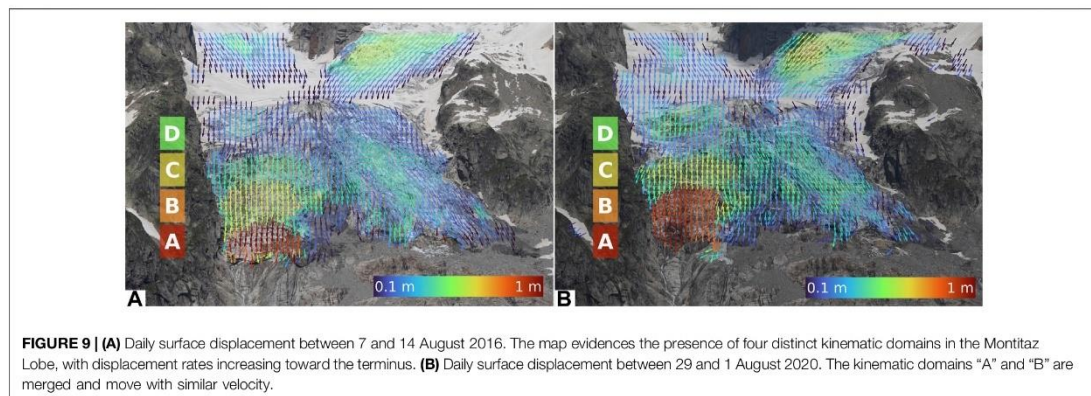 D
C
B
A
0.1 m 1 m
A
D
C
B
A
0.1 m 1 m
B
FIGURE 9 | (A) Daily surface displacement between 7 and 14 August 2016. The map evidences the presence of four distinct kinematic domains in the Montitaz
Lobe, with displacement rates increasing toward the terminus. (B) Daily surface displacement between 29 and 1 August 2020. The kinematic domains “A” and “B” are
merged and move with similar velocity.